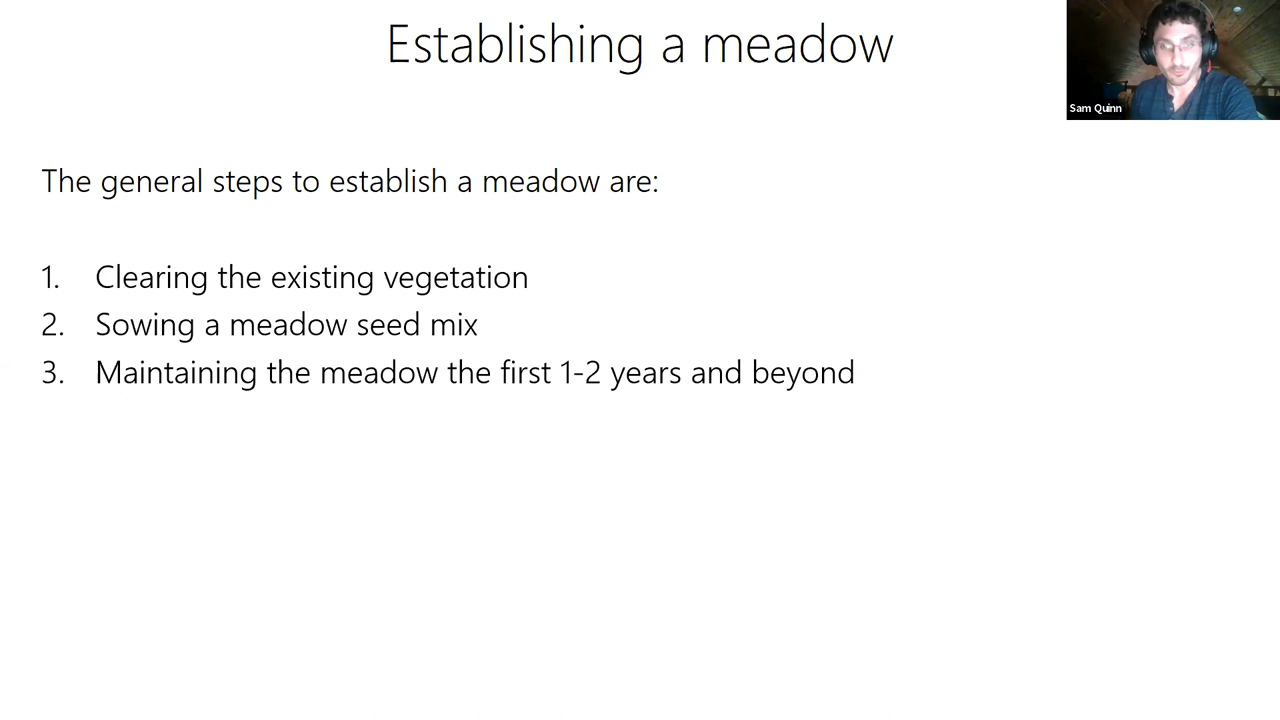 Establishing a meadow
Sam Quinn
The general steps to establish a meadow are:
1. Clearing the existing vegetation
2. Sowing a meadow seed mix
3. Maintaining the meadow the first 1-2 years and beyond